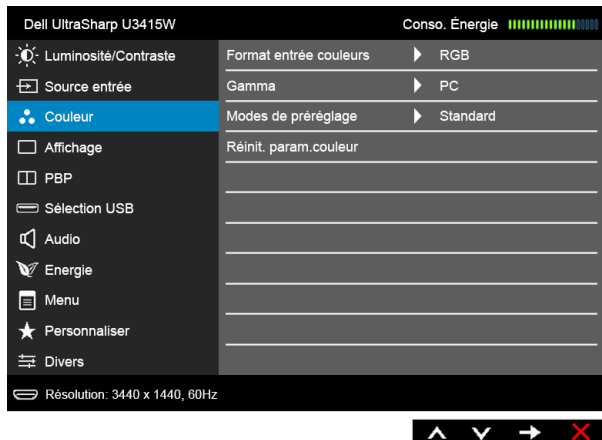 Dell UltraSharp U3415W Conso. Énergie
Luminosité/Contraste Format entrée couleurs RGB
Source entrée Gamma PC
Couleur Modes de préréglage Standard
Affichage Réinit. param.couleur
PBP
Sélection USB
Audio
Energie
Menu
Personnaliser
Divers
Résolution: 3440 x 1440, 60Hz